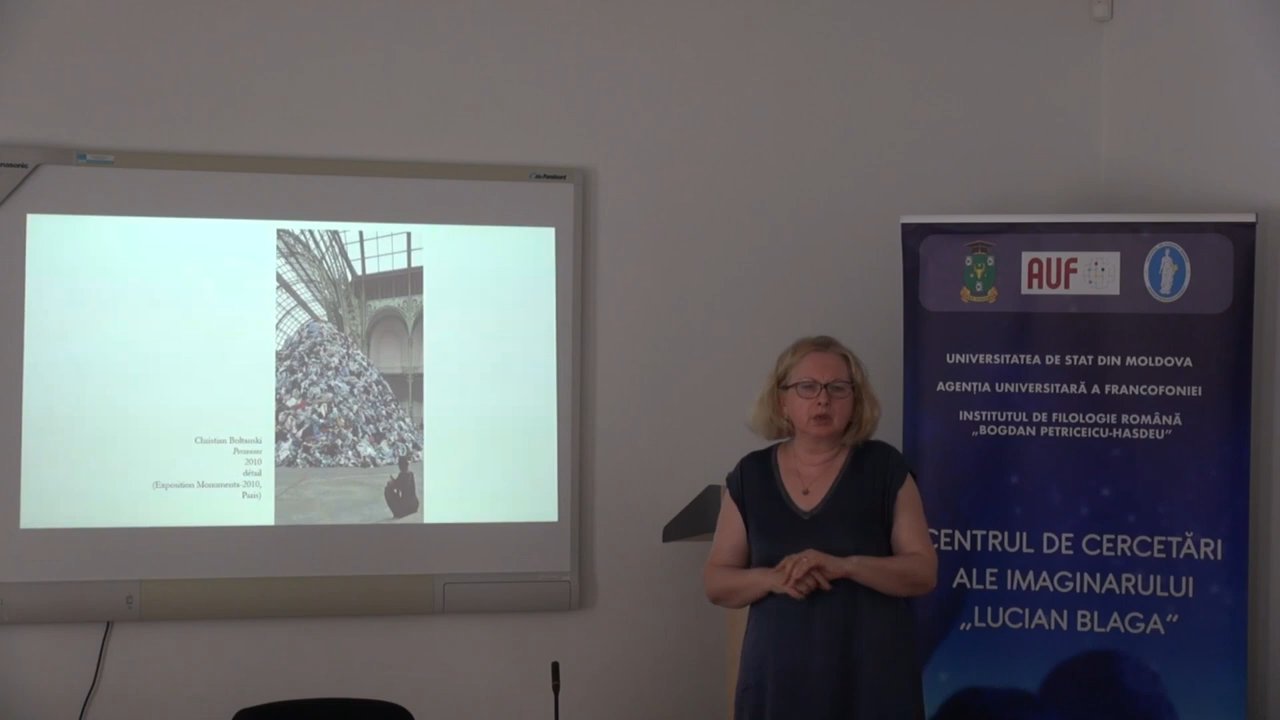 Christian Boltanski
Personnes
2010
détail
(Exposition Monumenta-2010,
Paris)
AUF
UNIVERSITATEA DE STAT DIN MOLDOVA
AGENȚIA UNIVERSITARĂ A FRANCOFONIEI
INSTITUTUL DE FILOLOGIE ROMÂNĂ
„BOGDAN PETRICEICU-HASDEU”
CENTRUL DE CERCETĂRI
ALE IMAGINARULUI
„LUCIAN BLAGA”